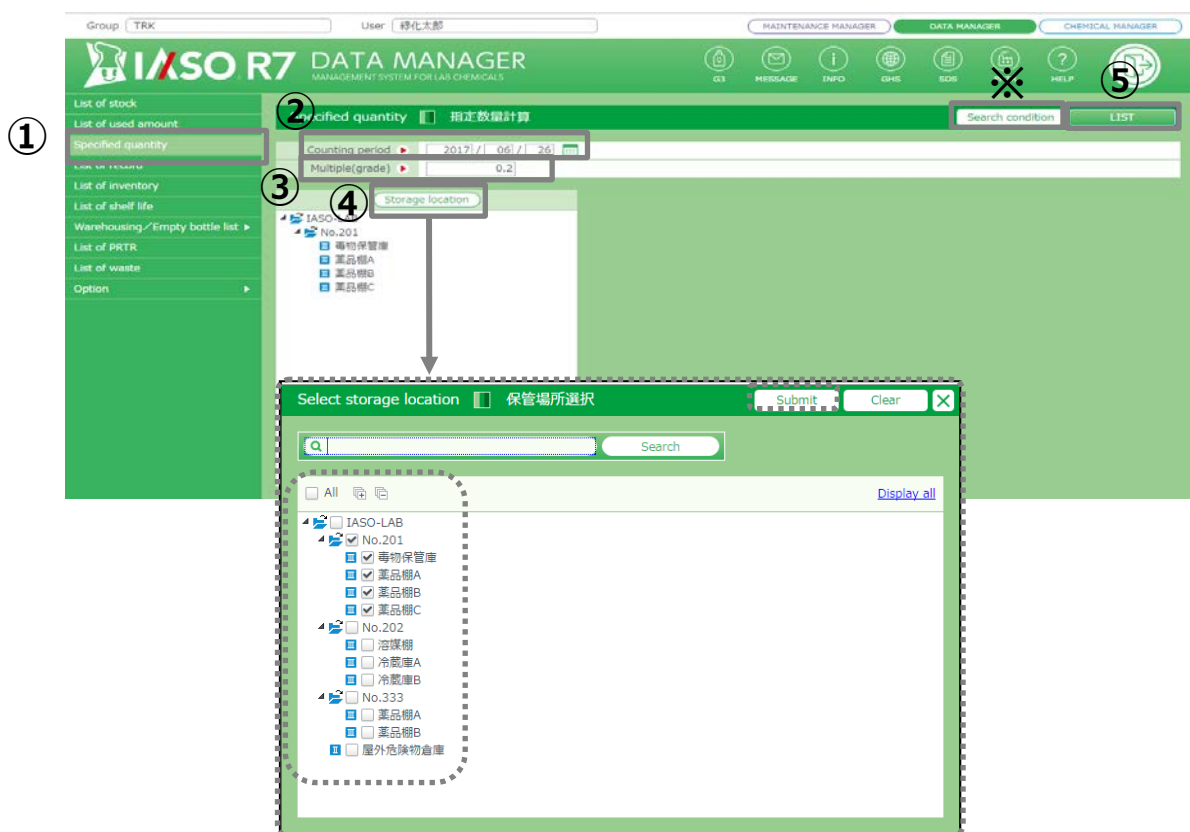 Group TRK User 緑化太郎 MAINTENANCE MANAGER DATA MANAGER CHEMICAL MANAGER
IASO R7 DATA MANAGER
MANAGEMENT SYSTEM FOR LAB CHEMICALS
G3 MESSAGE INFO GHS SDS HELP
※ ⑤
List of stock
① ② Specified quantity 指定数量計算 Search condition LIST
List of used amount
Specified quantity
Counting period 2017 / 06 / 26
List of record
③ Multiple(grade) 0.2
List of inventory
List of shelf life
④ Storage location
Warehousing/Empty bottle list
List of PRTR
List of waste
Option
IASO-LAB
No.201
毒物保管庫
薬品棚A
薬品棚B
薬品棚C
Select storage location 保管場所選択 Submit Clear
Search
All Display all
IASO-LAB
No.201
毒物保管庫
薬品棚A
薬品棚B
薬品棚C
No.202
溶媒棚
冷蔵庫A
冷蔵庫B
No.333
薬品棚A
薬品棚B
屋外危険物倉庫